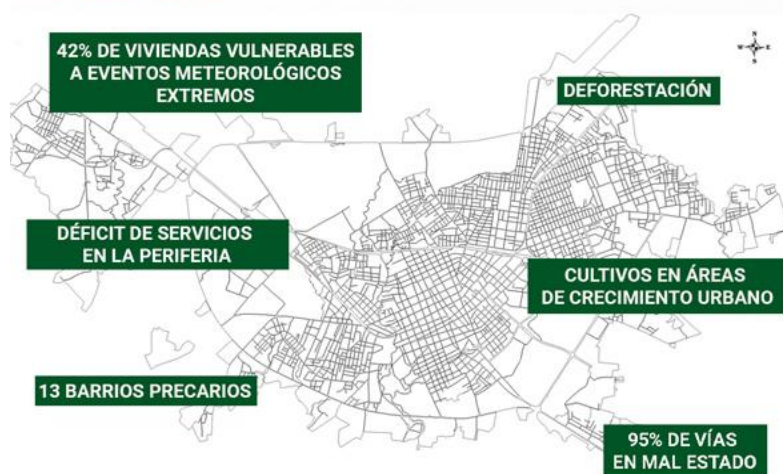 42% DE VIVIENDAS VULNERABLES
A EVENTOS METEOROLÓGICOS
EXTREMOS
N
W E
S
DEFORESTACIÓN
DÉFICIT DE SERVICIOS
EN LA PERIFERIA
CULTIVOS EN ÁREAS
DE CRECIMIENTO URBANO
13 BARRIOS PRECARIOS
95% DE VÍAS
EN MAL ESTADO